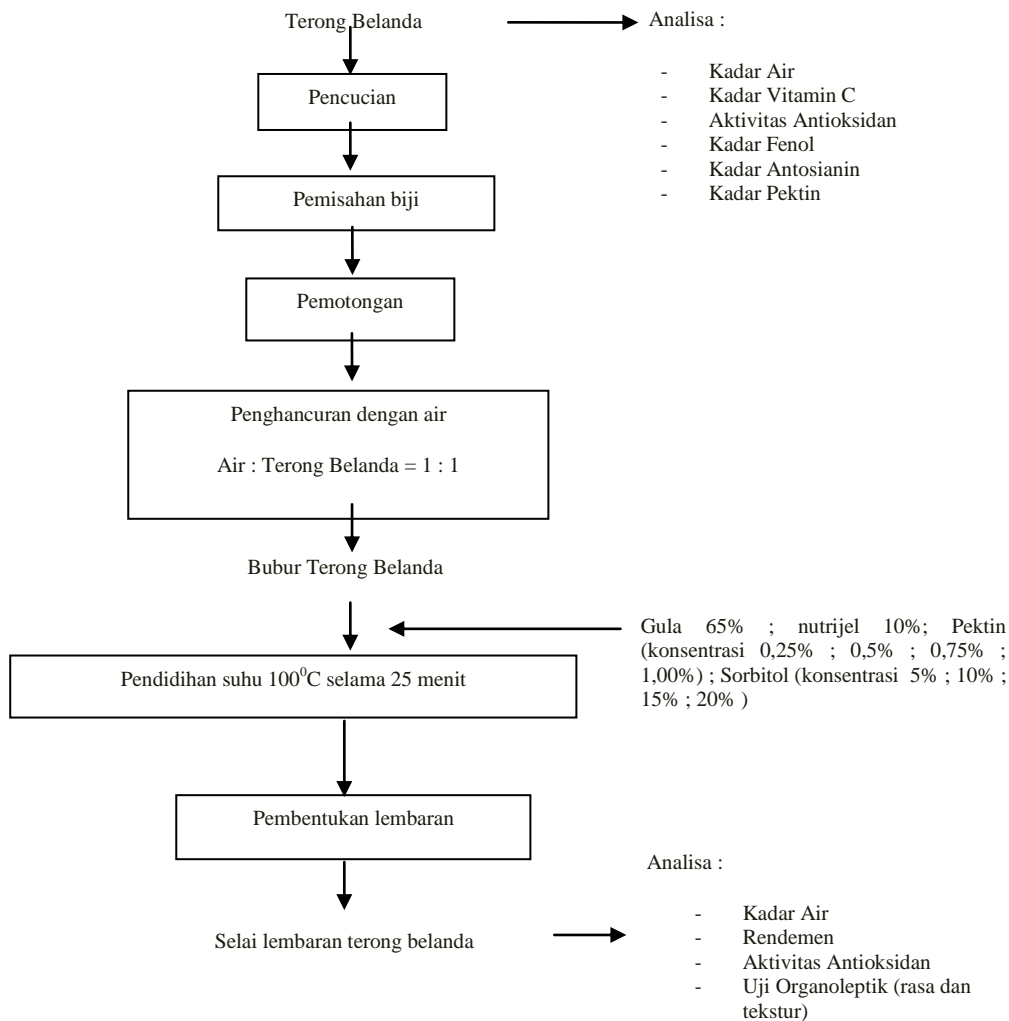 Terong Belanda
Analisa :
- Kadar Air
- Kadar Vitamin C
- Aktivitas Antioksidan
- Kadar Fenol
- Kadar Antosianin
- Kadar Pektin
Pencucian
Pemisahan biji
Pemotongan
Penghancuran dengan air
Air : Terong Belanda = 1 : 1
Bubur Terong Belanda
Gula 65% ; nutrijel 10%; Pektin
(konsentrasi 0,25% ; 0,5% ; 0,75% ;
1,00%) ; Sorbitol (konsentrasi 5% ; 10% ;
15% ; 20% )
Pendidihan suhu 100⁰C selama 25 menit
Pembentukan lembaran
Selai lembaran terong belanda
Analisa :
- Kadar Air
- Rendemen
- Aktivitas Antioksidan
- Uji Organoleptik (rasa dan
tekstur)